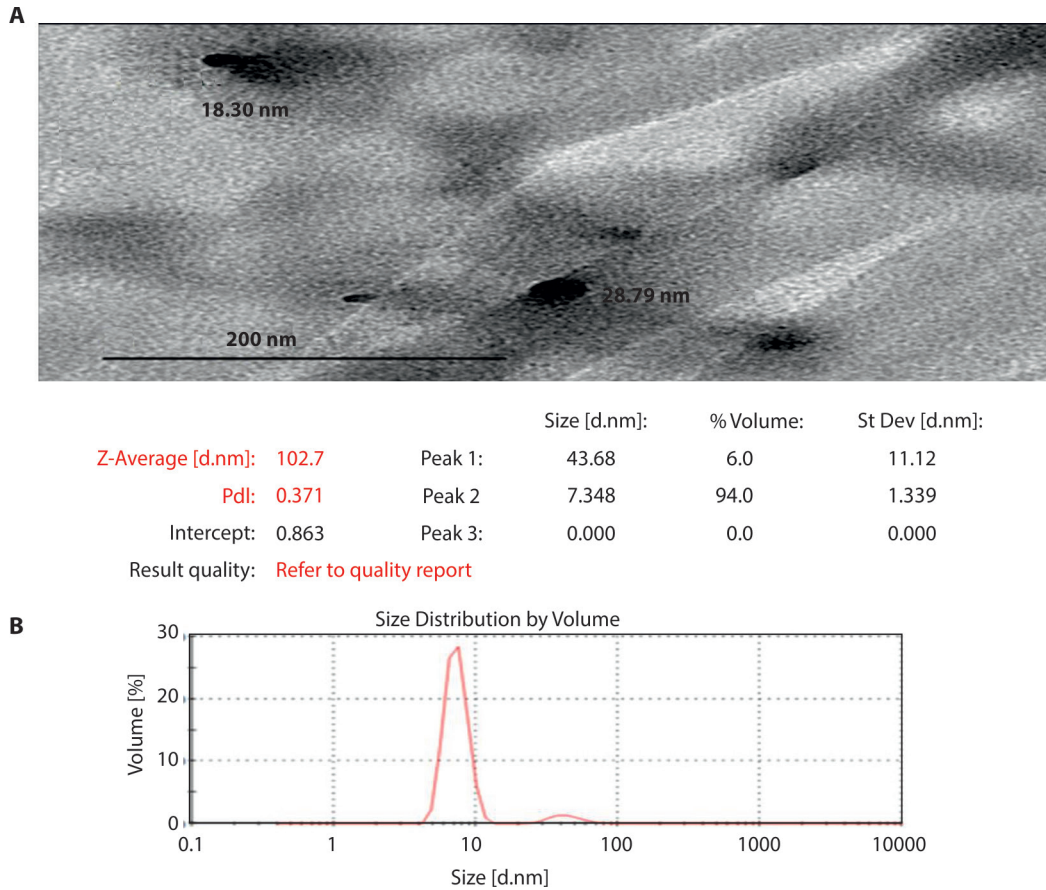 A
18.30 nm
28.79 nm
200 nm
Size [d.nm]: % Volume: St Dev [d.nm]:
Z-Average [d.nm]: 102.7 Peak 1: 43.68 6.0 11.12
PdI: 0.371 Peak 2 7.348 94.0 1.339
Intercept: 0.863 Peak 3: 0.000 0.0 0.000
Result quality: Refer to quality report
B
Size Distribution by Volume
30
20
10
0
Volume [%]
0.1 1 10 100 1000 10000
Size [d.nm]